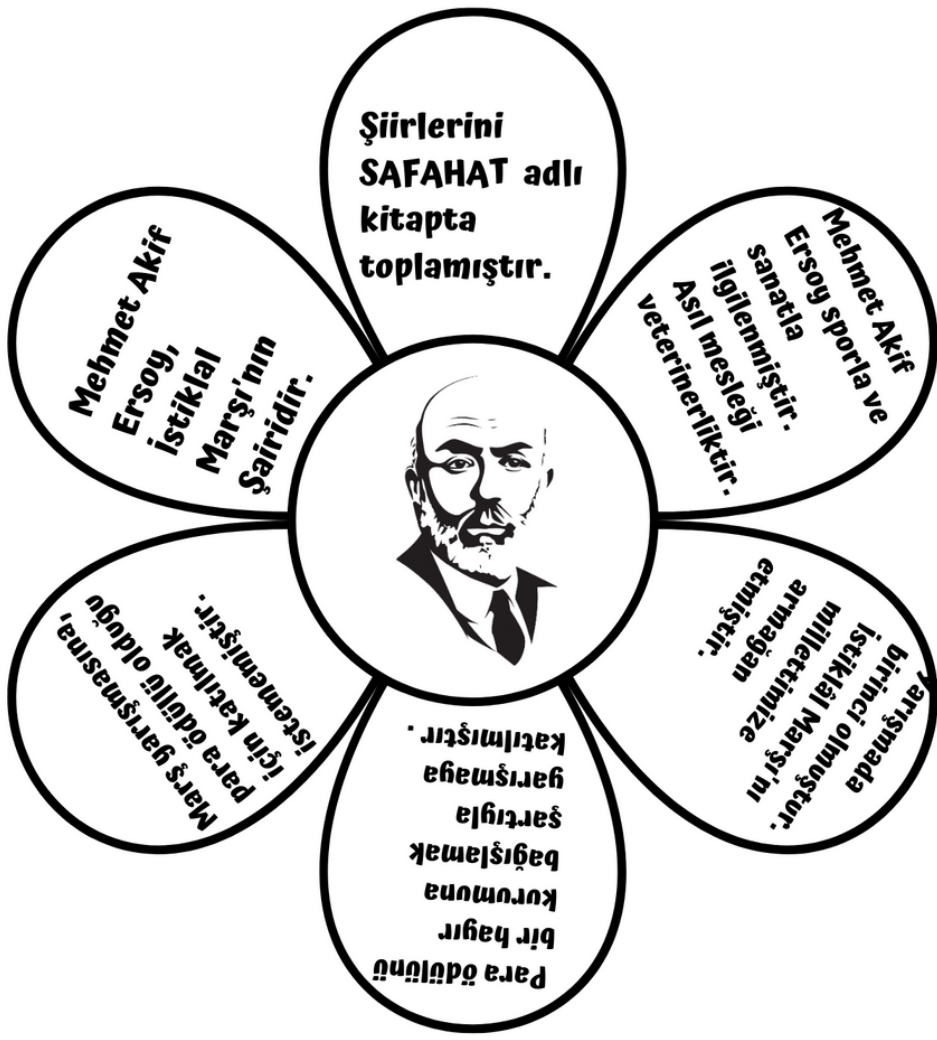 Şiirlerini
SAFAHAT adlı
kitapta
toplamıştır.
Mehmet Akif
Ersoy sporla ve
sanatla
ilgilenmiştir.
Asıl mesleği
veterinerliktir.
Yarışmada
birinci olmuştur.
İstiklâl Marşı'nı
milletimize
armağan
etmiştir.
Para ödülünü
bir hayır
kurumuna
bağışlamak
şartıyla
yarışmaya
katılmıştır.
Marş yarışmasına,
para ödüllü olduğu
için katılmak
istememiştir.
Mehmet Akif
Ersoy,
İstiklal
Marşı'nın
Şairidir.